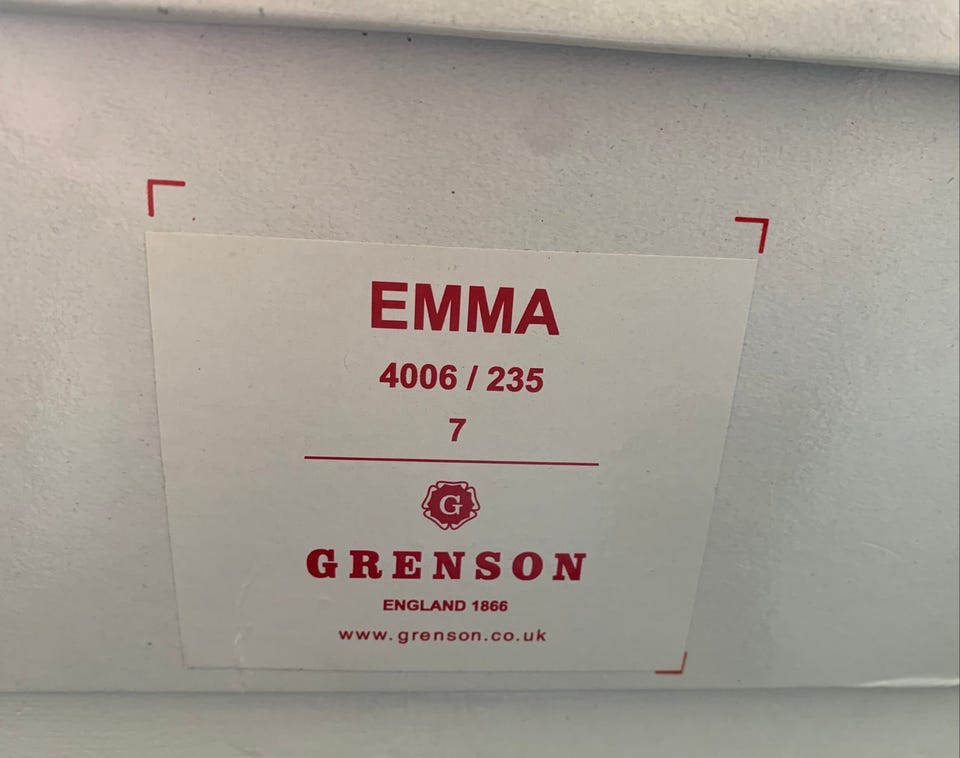 EMMA
4006 / 235
7
G
GRENSON
ENGLAND 1866
www.grenson.co.uk